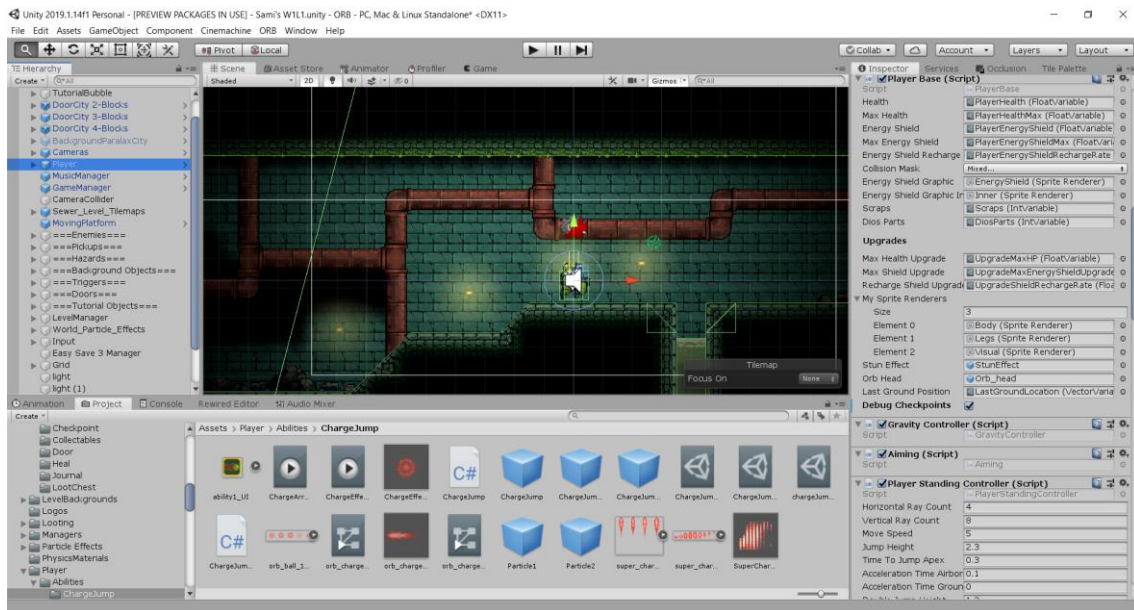 Unity 2019.1.14f1 Personal - [PREVIEW PACKAGES IN USE] - Sami's W1L1.unity - ORB - PC, Mac & Linux Standalone* <DX11>
File Edit Assets GameObject Component Cinemachine ORB Window Help
Pivot Local Collab Account Layers Layout
Hierarchy
Create All
TutorialBubble
DoorCity 2-Blocks
DoorCity 3-Blocks
DoorCity 4-Blocks
BackgroundParalaxCity
Cameras
Player
MusicManager
GameManager
CameraCollider
Sewer_Level_Tilemaps
MovingPlatform
===Enemies===
===Pickups===
===Hazards===
===Background Objects===
===Triggers===
===Doors===
===Tutorial Objects===
LevelManager
World_Particle_Effects
Input
Easy Save 3 Manager
Grid
light
light (1)
Scene Asset Store Animator Profiler Game
Shaded 2D 0 Gizmos All
Tilemap
Focus On None
Animation Project Console Rewired Editor Audio Mixer
Create
Checkpoint
Collectables
Door
Heal
Journal
LootChest
LevelBackgrounds
Logos
Looting
Managers
Particle Effects
PhysicsMaterials
Player
Abilities
ChargeJump
Assets > Player > Abilities > ChargeJump
ability1_UI ChargeArr... ChargeEffe... ChargeEffe... ChargeJump ChargeJump ChargeJum... ChargeJum... ChargeJum... ChargeJum... chargeJum...
ChargeJum... orb_ball_1... orb_charge... orb_charge... orb_charge... Particle1 Particle2 super_char... super_char... SuperChar...
Inspector Services Occlusion Tile Palette
Player Base (Script)
Script PlayerBase
Health PlayerHealth (FloatVariable)
Max Health PlayerHealthMax (FloatVariable)
Energy Shield PlayerEnergyShield (FloatVariable
Max Energy Shield PlayerEnergyShieldMax (FloatVari
Energy Shield Recharge PlayerEnergyShieldRechargeRate
Collision Mask Mixed...
Energy Shield Graphic EnergyShield (Sprite Renderer)
Energy Shield Graphic In Inner (Sprite Renderer)
Scraps Scraps (IntVariable)
Dios Parts DiosParts (IntVariable)
Upgrades
Max Health Upgrade UpgradeMaxHP (FloatVariable)
Max Shield Upgrade UpgradeMaxEnergyShieldUpgrade
Recharge Shield Upgrad UpgradeShieldRechargeRate (Floa
My Sprite Renderers
Size 3
Element 0 Body (Sprite Renderer)
Element 1 Legs (Sprite Renderer)
Element 2 Visual (Sprite Renderer)
Stun Effect StunEffect
Orb Head Orb_head
Last Ground Position LastGroundLocation (VectorVaria
Debug Checkpoints
Gravity Controller (Script)
Script GravityController
Aiming (Script)
Script Aiming
Player Standing Controller (Script)
Script PlayerStandingController
Horizontal Ray Count 4
Vertical Ray Count 8
Move Speed 5
Jump Height 2.3
Time To Jump Apex 0.3
Acceleration Time Airbor 0.1
Acceleration Time Groun 0